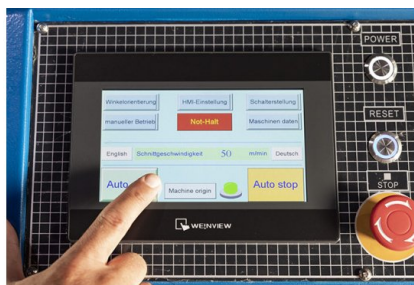 POWER
Winkelorientierung HMI-Einstellung Schalterstellung
manueller Betrieb Not-Halt Maschinen daten
RESET
English Schnittgeschwindigkeit 50 m/min Deutsch
Auto Machine origin Auto stop
STOP
WEINVIEW